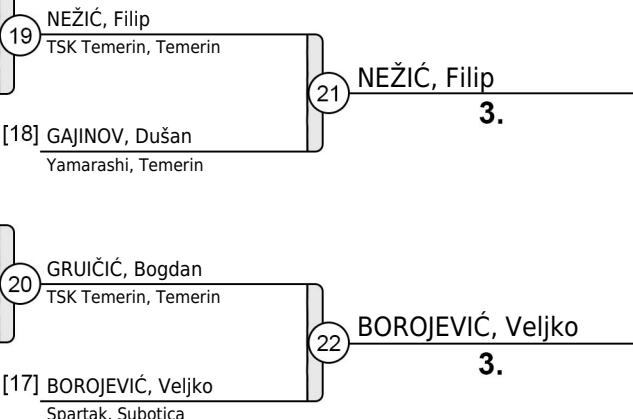 19
NEŽIĆ, Filip
TSK Temerin, Temerin
21
NEŽIĆ, Filip
3.
[18] GAJINOV, Dušan
Yamarashi, Temerin
20
GRUIČIĆ, Bogdan
TSK Temerin, Temerin
22
BOROJEVIĆ, Veljko
3.
[17] BOROJEVIĆ, Veljko
Spartak, Subotica